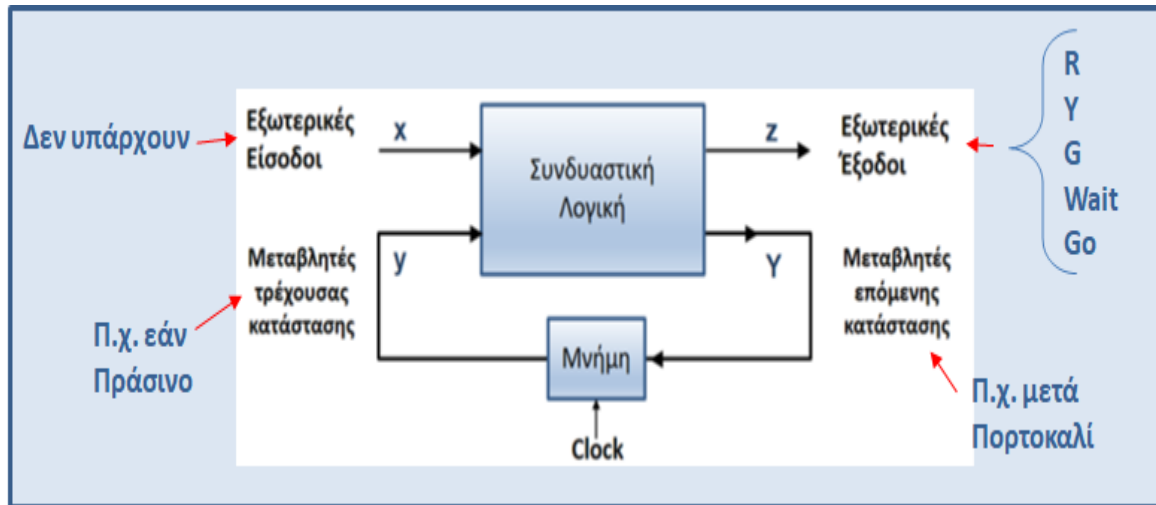 Δεν υπάρχουν
Εξωτερικές
Είσοδοι
x
Συνδυαστική
Λογική
z
Εξωτερικές
Έξοδοι
R
Y
G
Wait
Go
Μεταβλητές
τρέχουσας
κατάστασης
y
Y
Μεταβλητές
επόμενης
κατάστασης
Π.χ. εάν
Πράσινο
Μνήμη
Clock
Π.χ. μετά
Πορτοκαλί